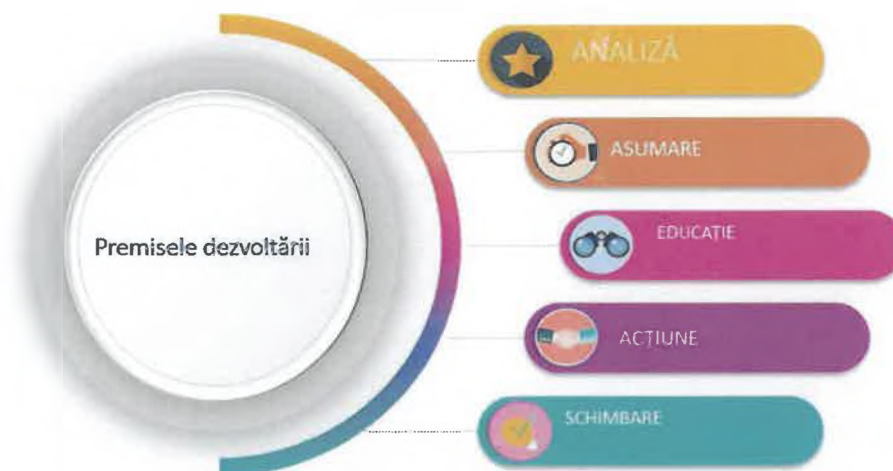 Premisele dezvoltării
ANALIZĂ
ASUMARE
EDUCAȚIE
ACȚIUNE
SCHIMBARE